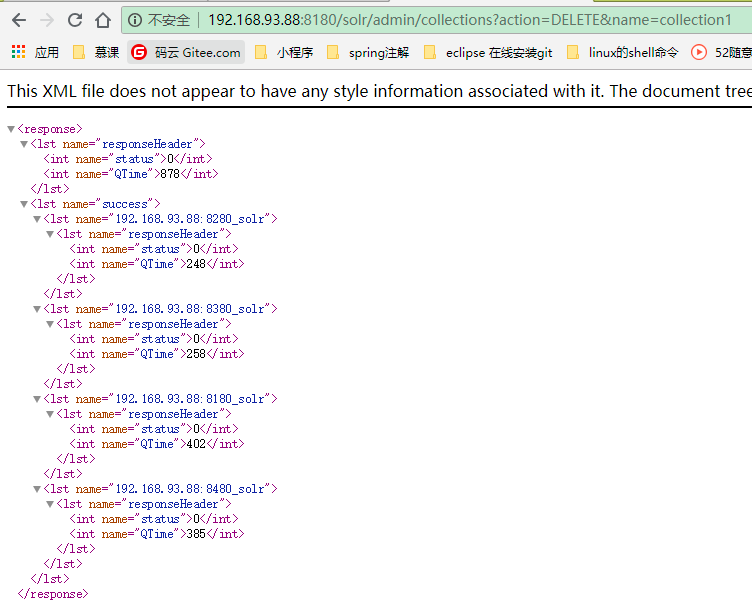 不安全 | 192.168.93.88:8180/solr/admin/collections?action=DELETE&name=collection1
应用 慕课 码云 Gitee.com 小程序 spring注解 eclipse 在线安装git linux的shell命令 52随意
This XML file does not appear to have any style information associated with it. The document tree
<response>
<lst name="responseHeader">
<int name="status">0</int>
<int name="QTime">878</int>
</lst>
<lst name="success">
<lst name="192.168.93.88:8280_solr">
<lst name="responseHeader">
<int name="status">0</int>
<int name="QTime">248</int>
</lst>
</lst>
<lst name="192.168.93.88:8380_solr">
<lst name="responseHeader">
<int name="status">0</int>
<int name="QTime">258</int>
</lst>
</lst>
<lst name="192.168.93.88:8180_solr">
<lst name="responseHeader">
<int name="status">0</int>
<int name="QTime">402</int>
</lst>
</lst>
<lst name="192.168.93.88:8480_solr">
<lst name="responseHeader">
<int name="status">0</int>
<int name="QTime">385</int>
</lst>
</lst>
</lst>
</response>